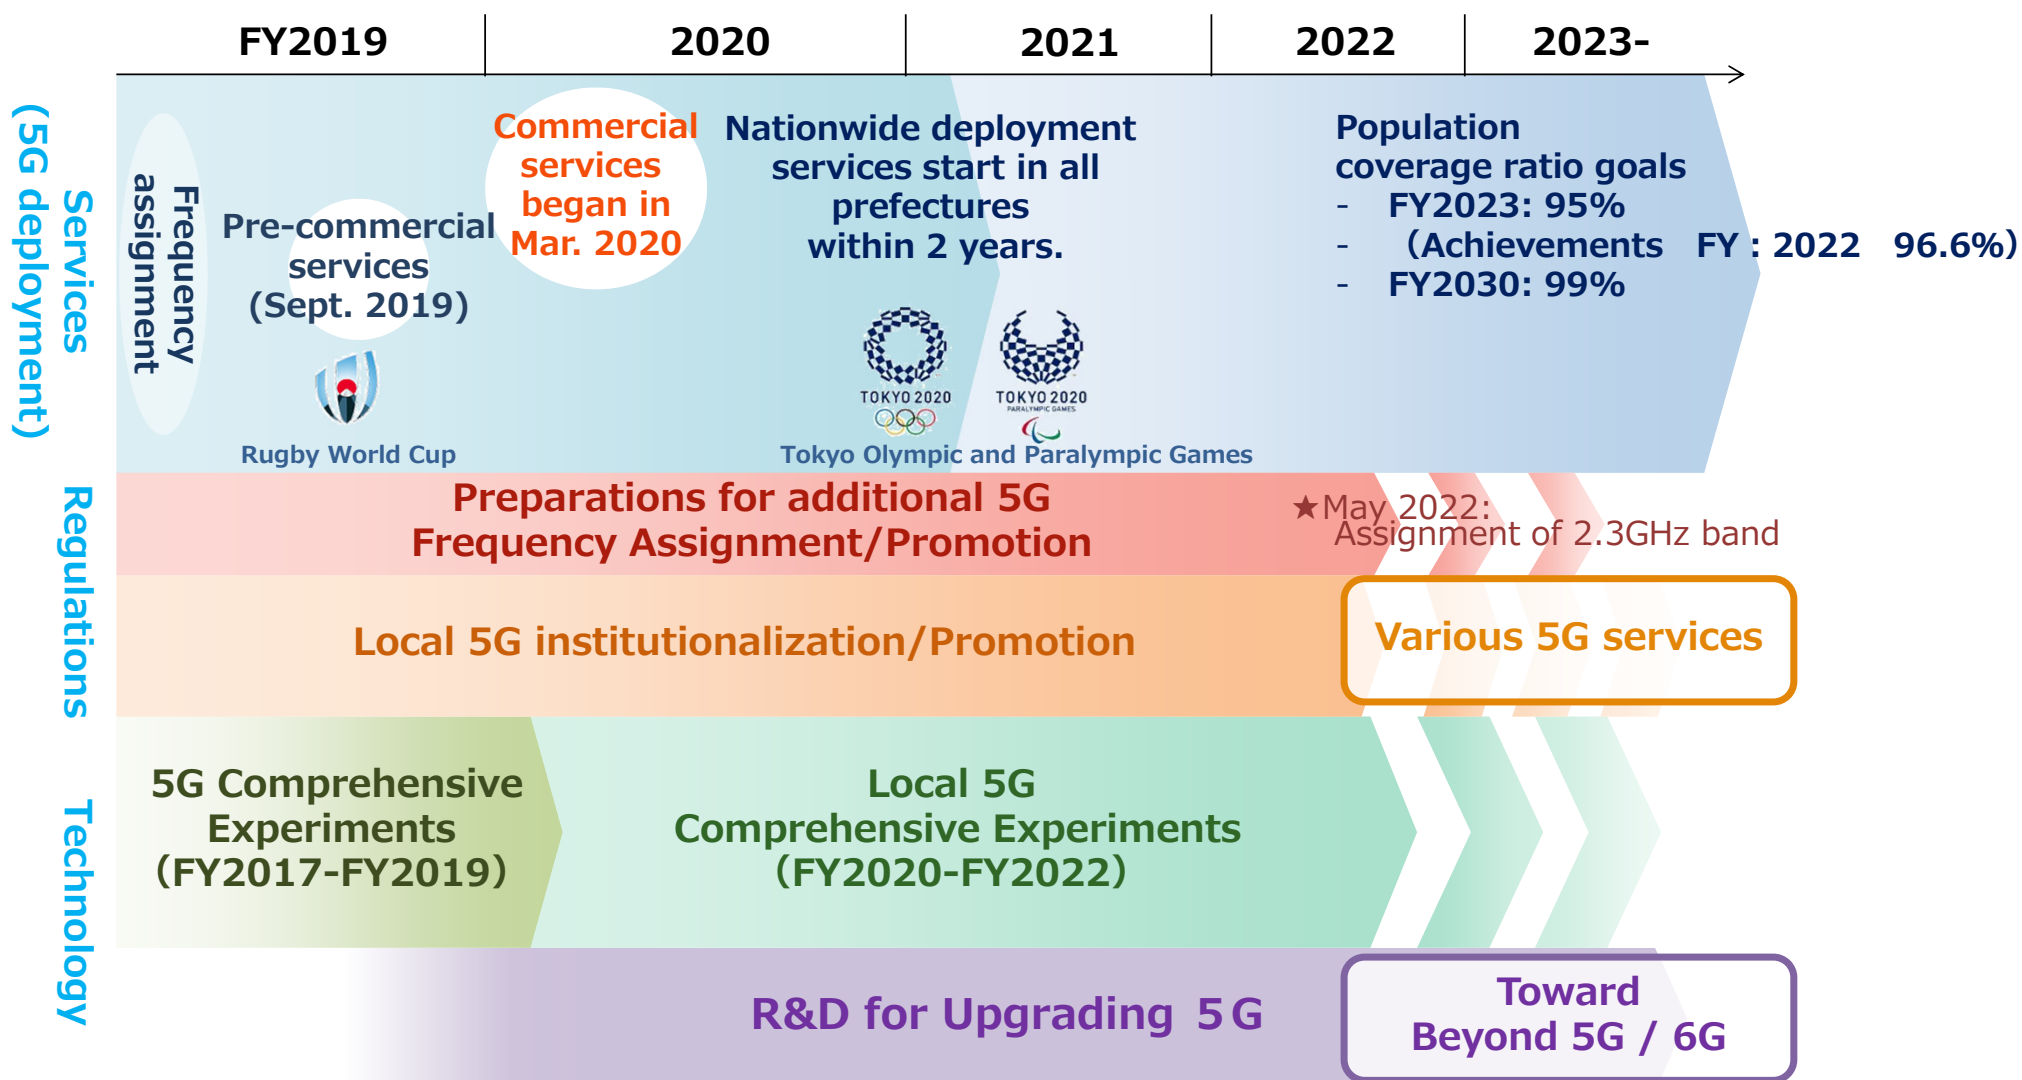 FY2019
2020
2021
2022
2023-
Services
(5G deployment)
Frequency
assignment
Pre-commercial
services
(Sept. 2019)
Rugby World Cup
Commercial
services
began in
Mar. 2020
Nationwide deployment
services start in all
prefectures
within 2 years.
TOKYO 2020
TOKYO 2020
PARALYMPIC GAMES
Tokyo Olympic and Paralympic Games
Population
coverage ratio goals
- FY2023: 95%
- (Achievements FY : 2022 96.6%)
- FY2030: 99%
Regulations
Preparations for additional 5G
Frequency Assignment/Promotion
★May 2022:
Assignment of 2.3GHz band
Local 5G institutionalization/Promotion
Various 5G services
Technology
5G Comprehensive
Experiments
(FY2017-FY2019)
Local 5G
Comprehensive Experiments
(FY2020-FY2022)
R&D for Upgrading 5G
Toward
Beyond 5G / 6G